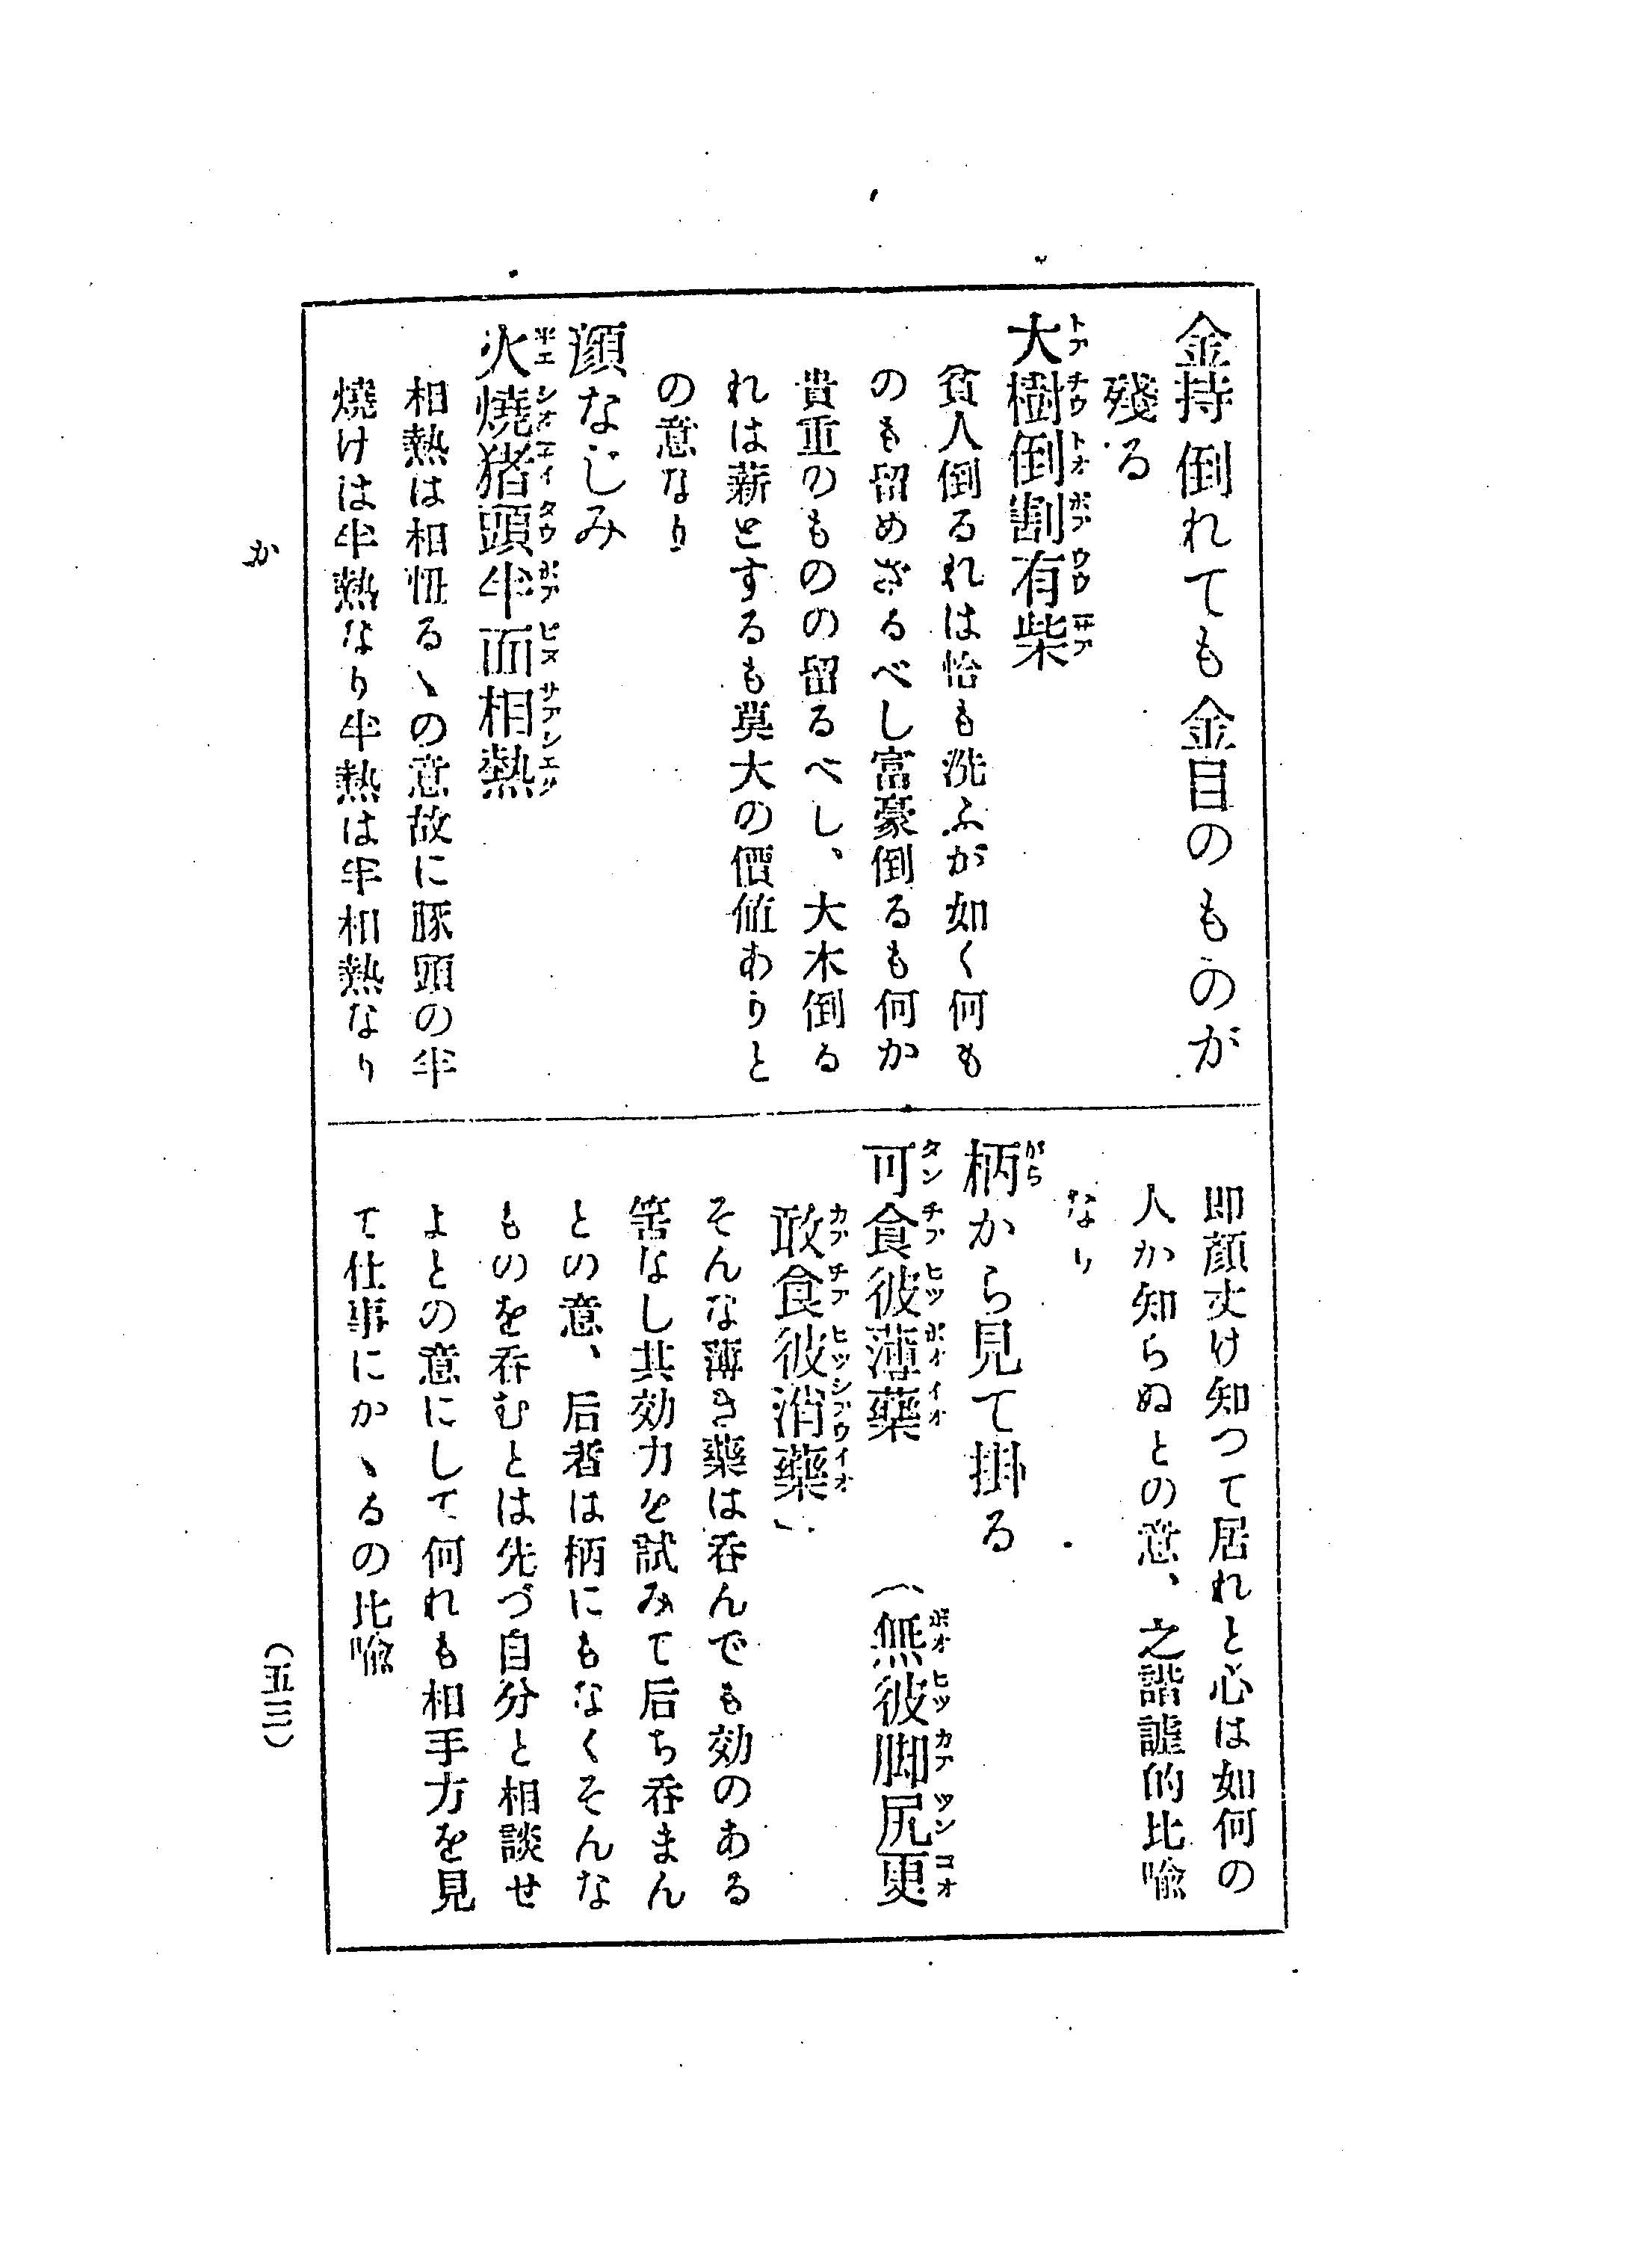 金持倒れても金目のものが
殘る
大樹倒割有柴
貧人倒るれは恰も洗ふが如く何も
のも留めざるべし富豪倒るも何か
貴重のものの留るべし、大木倒る
れは薪とするも莫大の價値ありと
の意なり
顔なじみ
火燒猪頭半面相熱
相熱は相忸るヽの意故に豚頭の半
燒けは半熱なり半熱は半相熱なり
即顔丈け知つて居れと心は如何の
人か知らぬとの意、之諧謔的比喩
なり
柄から見て掛る
可食彼薄藥 (無彼脚尻更
敢食彼消藥)
そんな薄き藥は呑んでも効のある
筈なし其効力を試みて后ち呑まん
との意、后者は柄にもなくそんな
ものを呑むとは先づ自分と相談せ
よとの意にして何れも相手方を見
て仕事にかヽるの比喩
か
(五三)